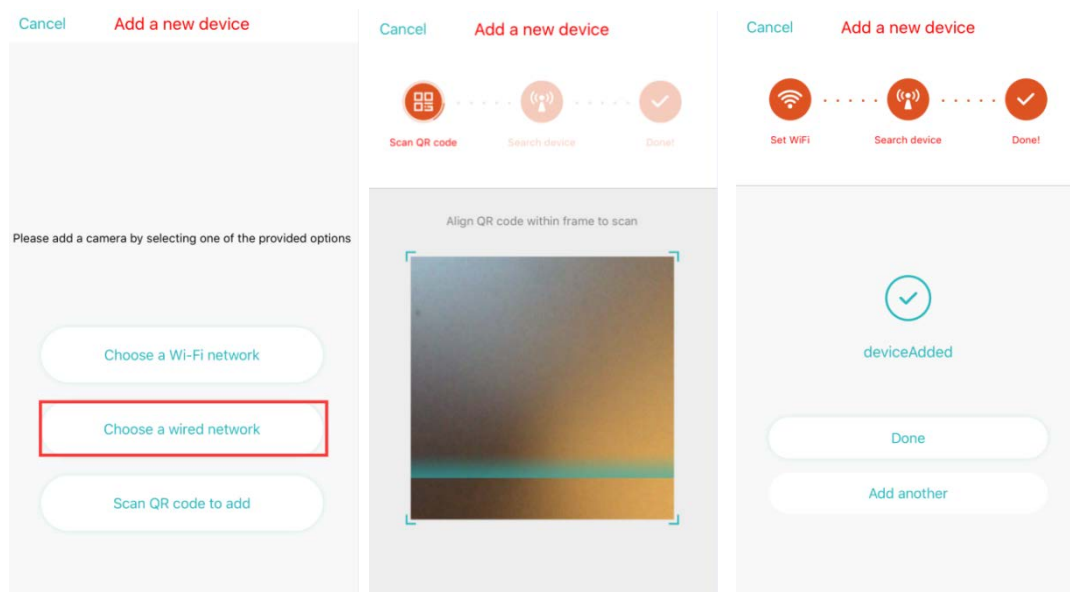 Cancel Add a new device
Please add a camera by selecting one of the provided options
Choose a Wi-Fi network
Choose a wired network
Scan QR code to add
Cancel Add a new device
Scan QR code Search device Done!
Align QR code within frame to scan
Cancel Add a new device
Set WiFi Search device Done!
deviceAdded
Done
Add another